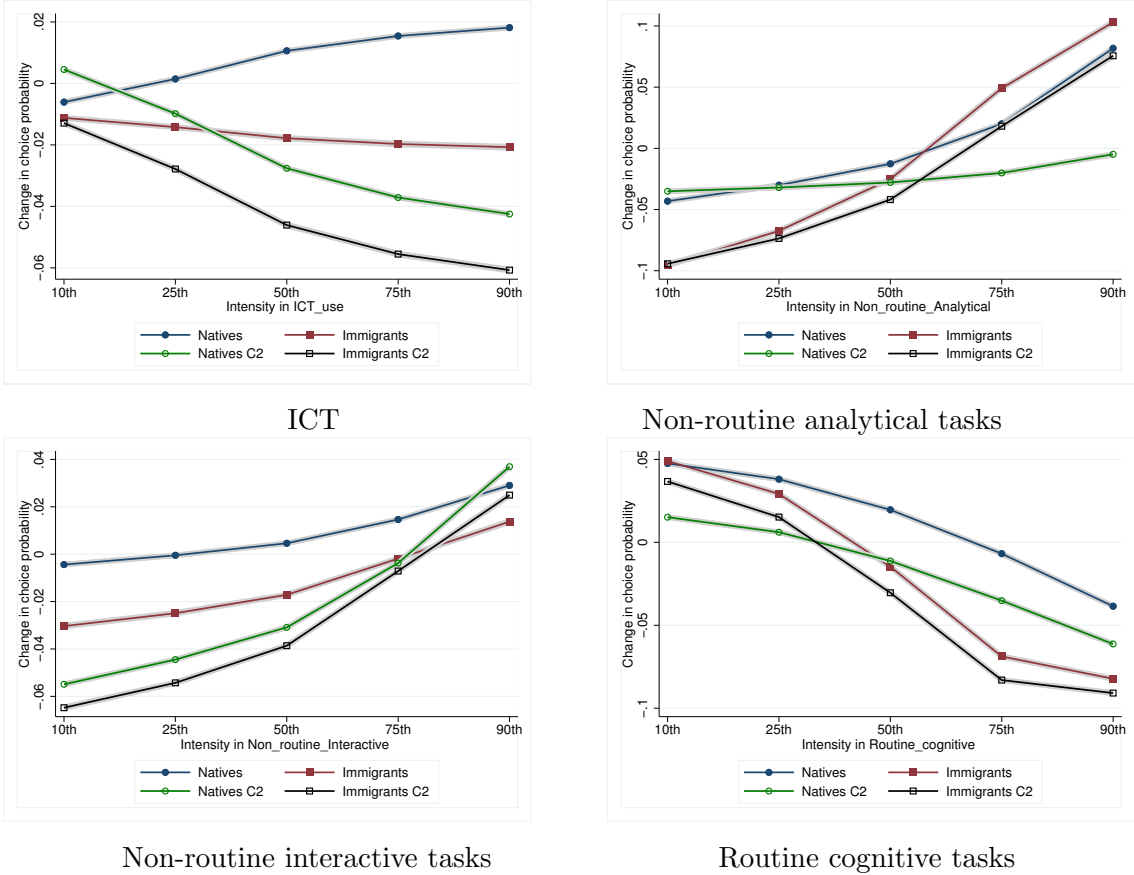 Change in choice probability
.02
0
-.02
-.04
-.06
10th 25th 50th 75th 90th
Intensity in ICT_use
Natives Immigrants
Natives C2 Immigrants C2
ICT
Change in choice probability
.1
.05
0
-.05
-.1
10th 25th 50th 75th 90th
Intensity in Non_routine_Analytical
Natives Immigrants
Natives C2 Immigrants C2
Non-routine analytical tasks
Change in choice probability
.04
.02
0
-.02
-.04
-.06
10th 25th 50th 75th 90th
Intensity in Non_routine_Interactive
Natives Immigrants
Natives C2 Immigrants C2
Non-routine interactive tasks
Change in choice probability
.05
0
-.05
-.1
10th 25th 50th 75th 90th
Intensity in Routine_cognitive
Natives Immigrants
Natives C2 Immigrants C2
Routine cognitive tasks